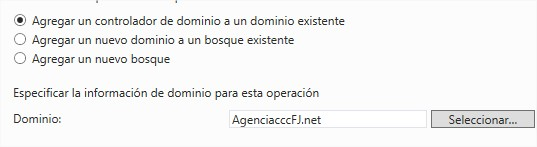 Agregar un controlador de dominio a un dominio existente
Agregar un nuevo dominio a un bosque existente
Agregar un nuevo bosque
Especificar la información de dominio para esta operación
Dominio:
AgenciacccFJ.net
Seleccionar...